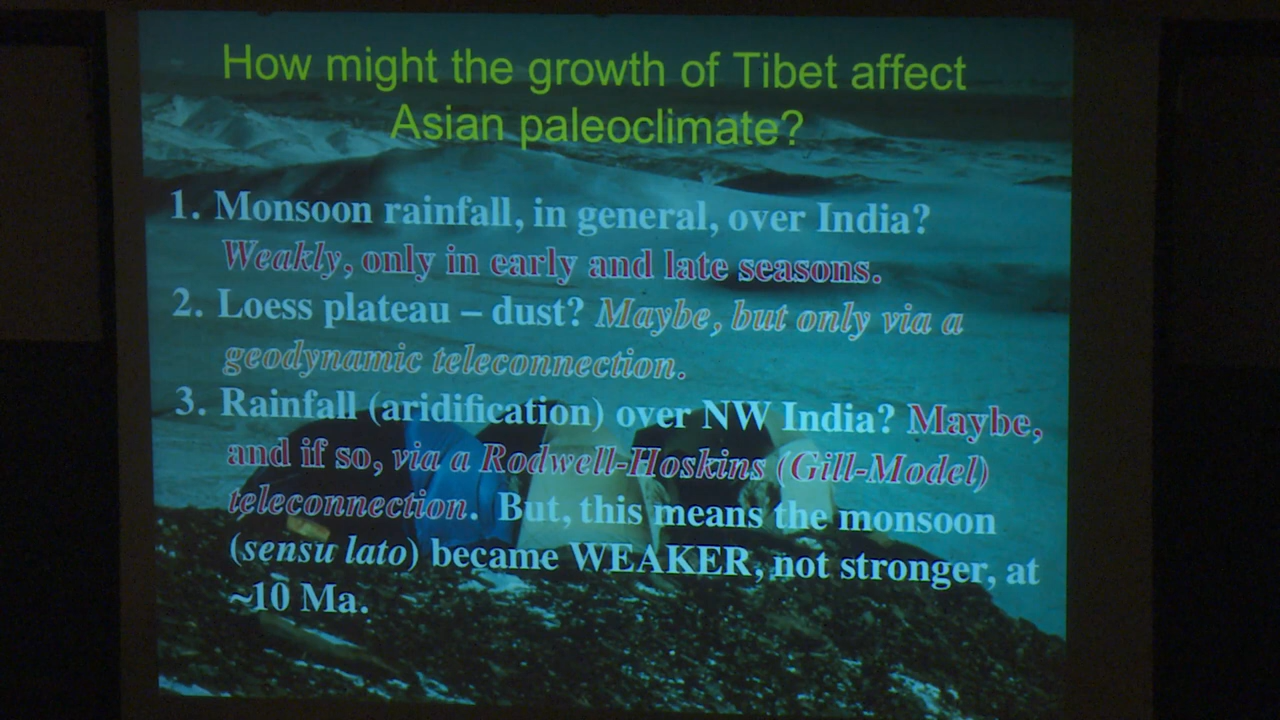 How might the growth of Tibet affect
Asian paleoclimate?
1. Monsoon rainfall, in general, over India?
Weakly, only in early and late seasons.
2. Loess plateau – dust? Maybe, but only via a
geodynamic teleconnection.
3. Rainfall (aridification) over NW India? Maybe,
and if so, via a Rodwell-Hoskins (Gill-Model)
teleconnection. But, this means the monsoon
(sensu lato) became WEAKER, not stronger, at
~10 Ma.